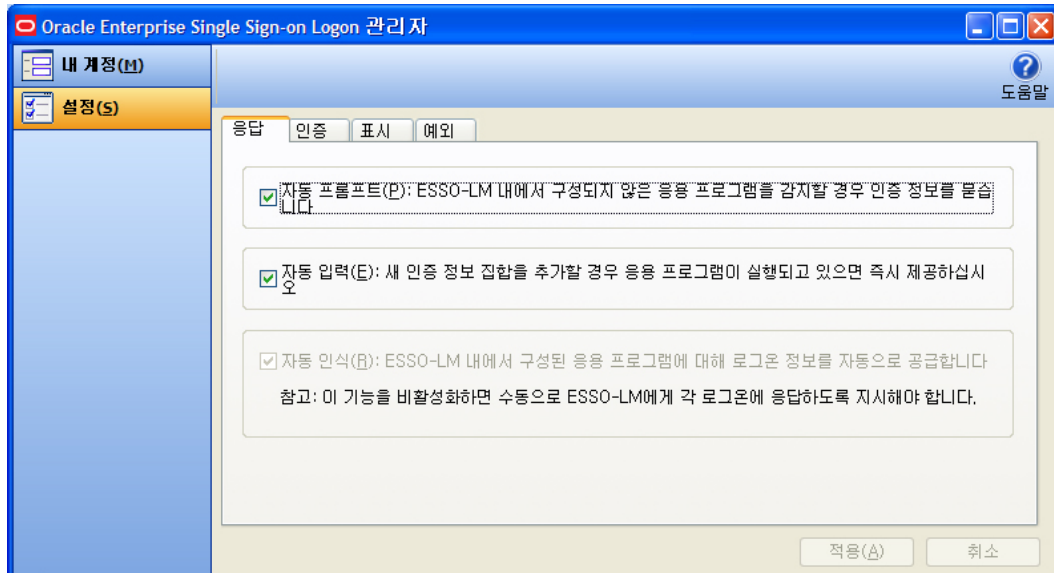 Oracle Enterprise Single Sign-on Logon 관리자
내 계정(M)
설정(S)
도움말
응답 인증 표시 예외
자동 프롬프트(P): ESSO-LM 내에서 구성되지 않은 응용 프로그램을 감지할 경우 인증 정보를 묻습
니다
자동 입력(E): 새 인증 정보 집합을 추가할 경우 응용 프로그램이 실행되고 있으면 즉시 제공하십시
오
자동 인식(R): ESSO-LM 내에서 구성된 응용 프로그램에 대해 로그온 정보를 자동으로 공급합니다
참고: 이 기능을 비활성화하면 수동으로 ESSO-LM에게 각 로그온에 응답하도록 지시해야 합니다.
적용(A) 취소